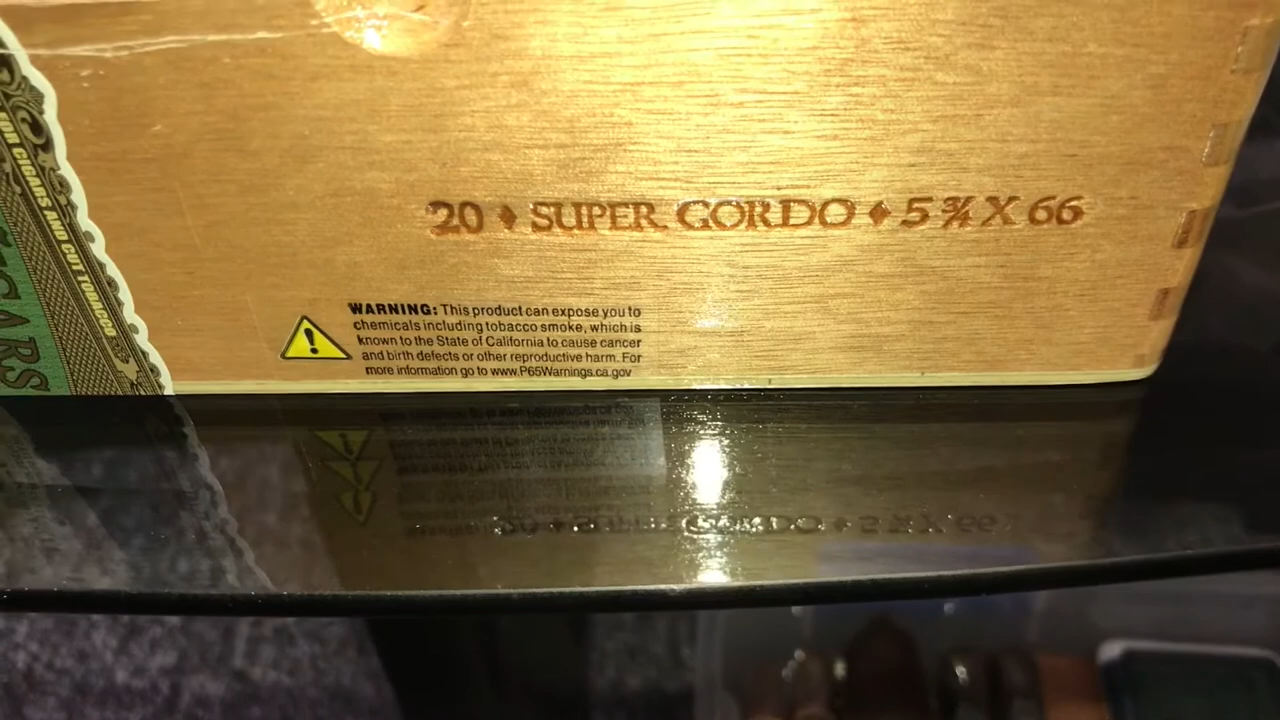 FOR CIGARS AND CUT TOBACCO
CIGARS
20 ♦ SUPER GORDO ♦ 5 ¾ X 66
WARNING: This product can expose you to
chemicals including tobacco smoke, which is
known to the State of California to cause cancer
and birth defects or other reproductive harm. For
more information go to www.P65Warnings.ca.gov